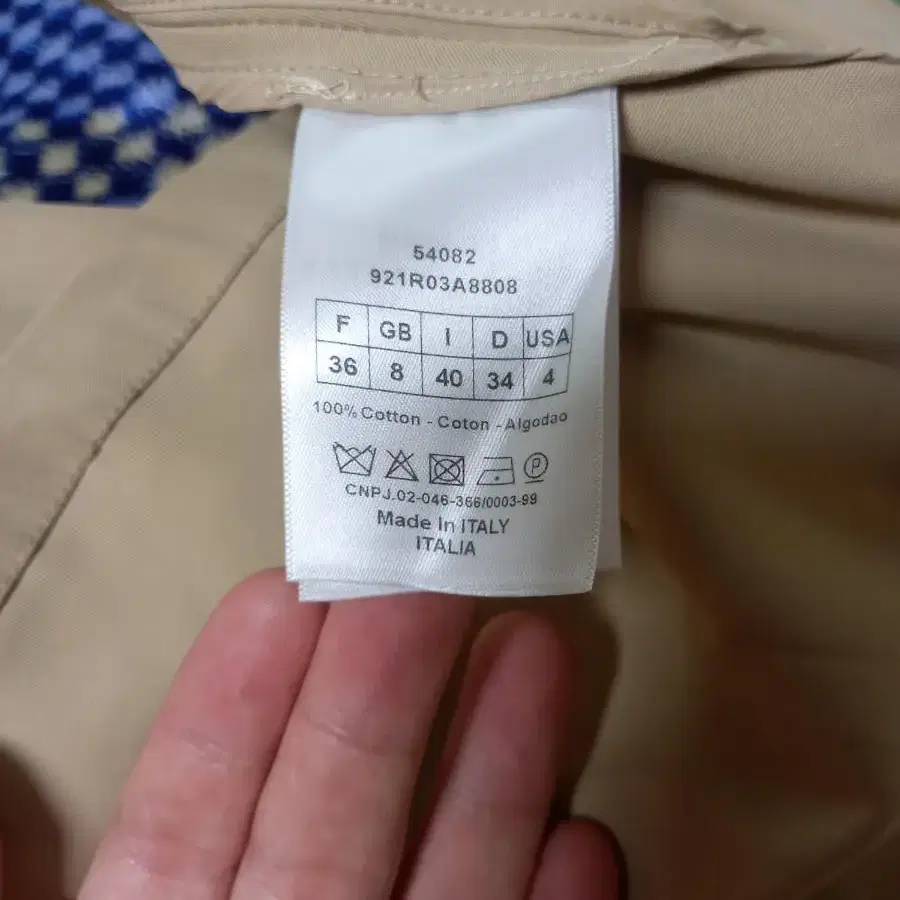 54082
921R03A8808
F GB I D USA
36 8 40 34 4
100% Cotton - Coton - Algodao
P
CNPJ.02-046-366/0003-99
Made In ITALY
ITALIA